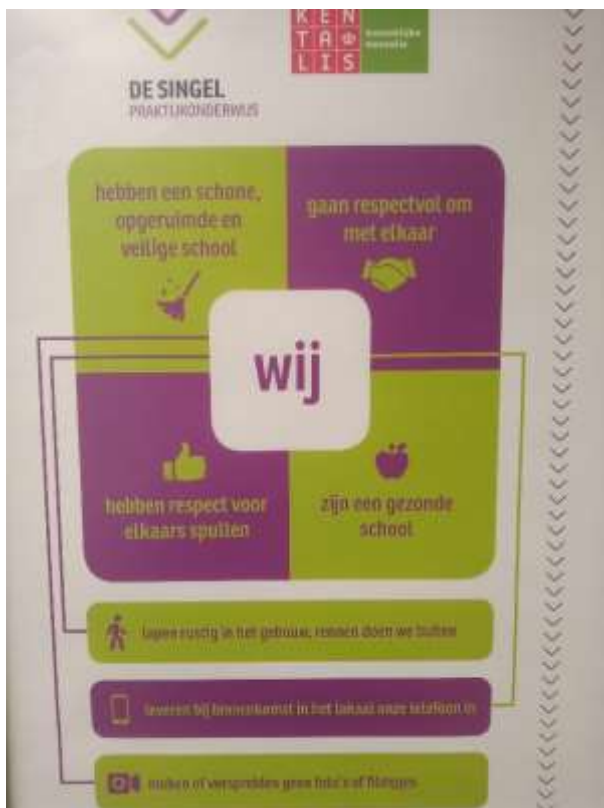 KEN
TA
LIS
koninklijke
DE SINGEL
PRAKTIJKONDERWIJS
hebben een schone,
opgeruimde en
veilige school
gaan respectvol om
met elkaar
wij
hebben respect voor
elkaars spullen
zijn een gezonde
school
lopen rustig in het gebouw, rennen doen we buiten
leveren bij binnenkomst in het lokaal onze telefoon in
maken of verspreiden geen foto's of filmpjes